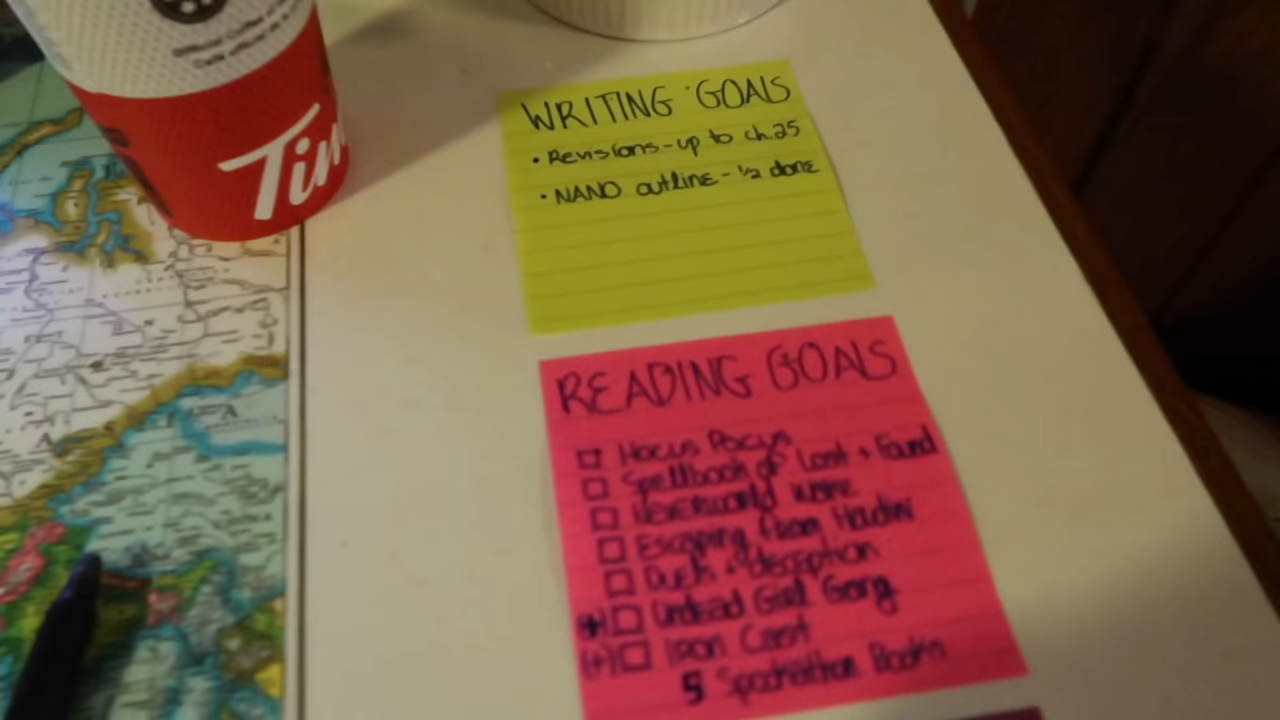 Tim
WRITING GOALS
• Revisions - up to ch.25
• NANO outline - ½ done
READING GOALS
☐ Hocus Pocus
☐ Spellbook of Lost + Found
☐ Neverworld Wake
☐ Escaping from Houdini
☐ Duels + deception
☐ Undead Girl Gang
(+) ☐ Iron Cast
5 Spookathon Books